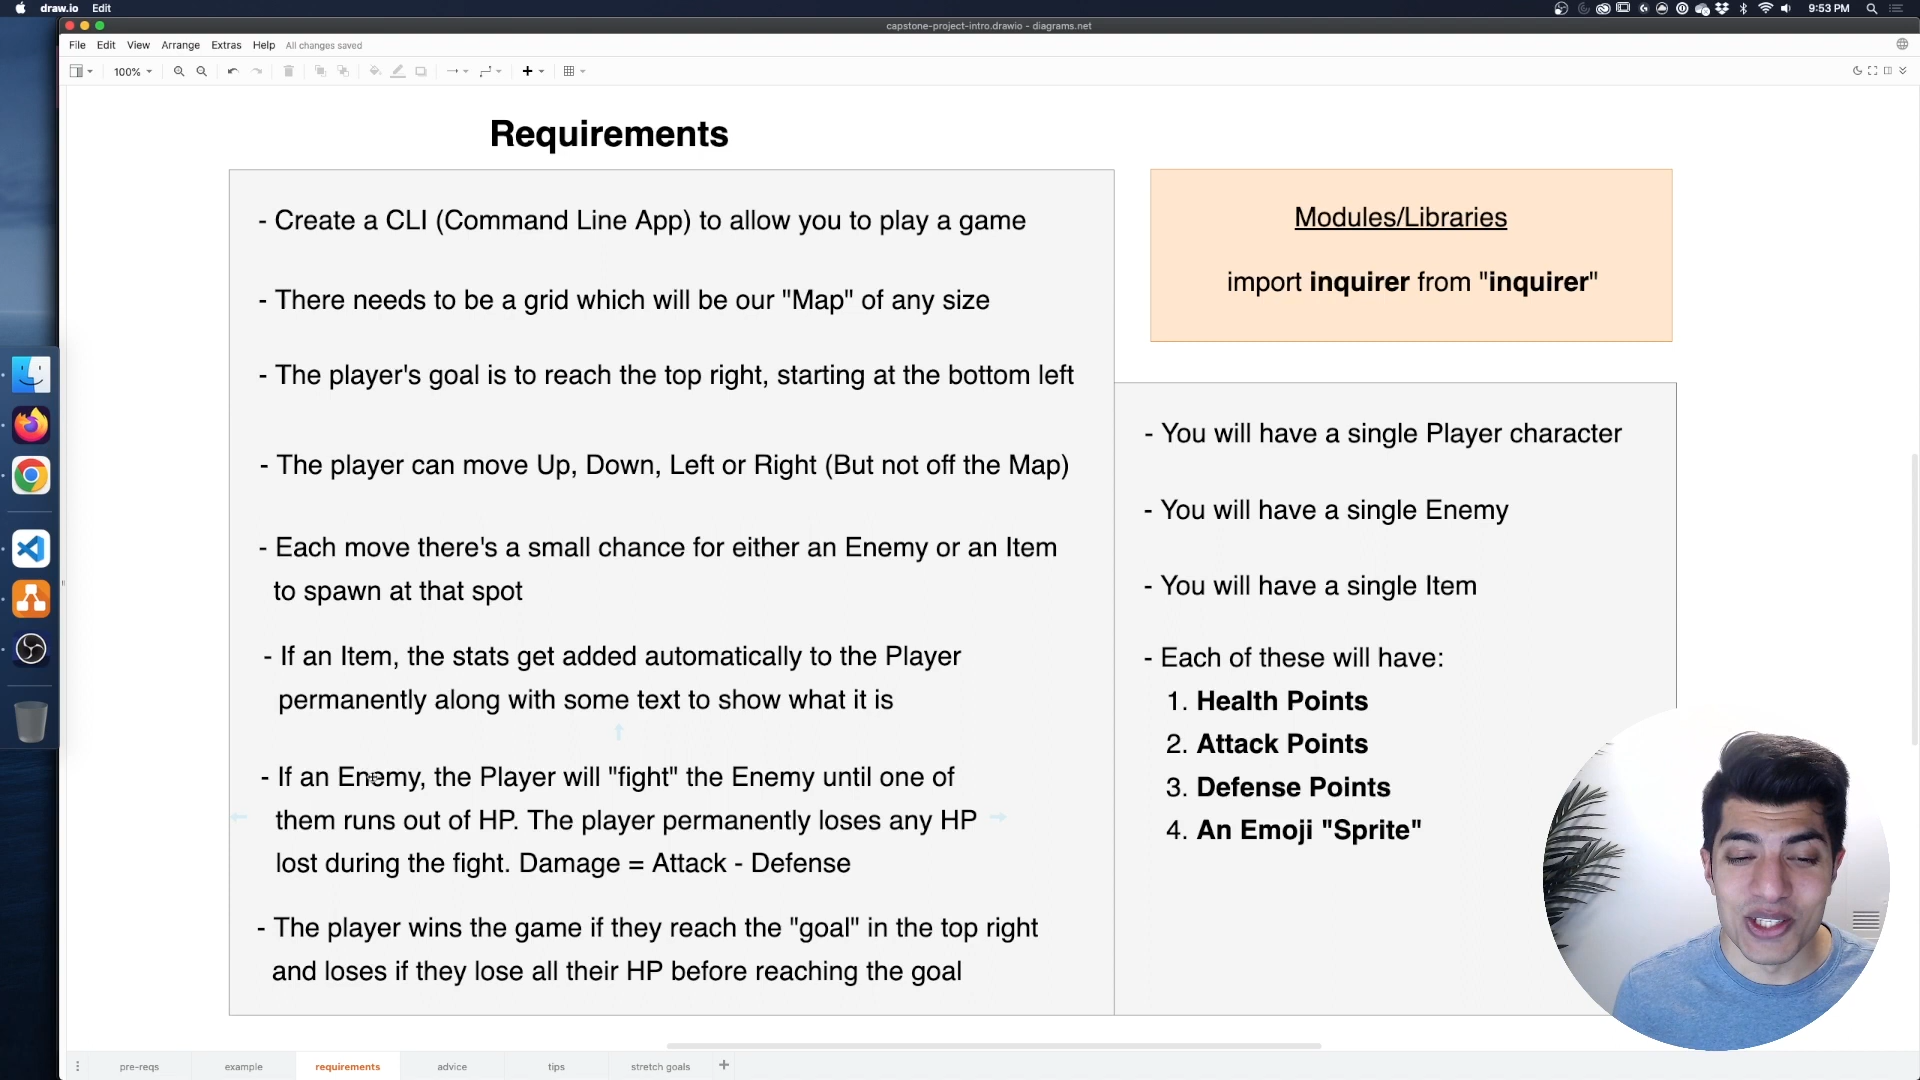 draw.io Edit
9:53 PM
capstone-project-intro.drawio - diagrams.net
File Edit View Arrange Extras Help All changes saved
100%
Requirements
- Create a CLI (Command Line App) to allow you to play a game
- There needs to be a grid which will be our "Map" of any size
- The player's goal is to reach the top right, starting at the bottom left
- The player can move Up, Down, Left or Right (But not off the Map)
- Each move there's a small chance for either an Enemy or an Item
to spawn at that spot
- If an Item, the stats get added automatically to the Player
permanently along with some text to show what it is
- If an Enemy, the Player will "fight" the Enemy until one of
them runs out of HP. The player permanently loses any HP
lost during the fight. Damage = Attack - Defense
- The player wins the game if they reach the "goal" in the top right
and loses if they lose all their HP before reaching the goal
Modules/Libraries
import inquirer from "inquirer"
- You will have a single Player character
- You will have a single Enemy
- You will have a single Item
- Each of these will have:
1. Health Points
2. Attack Points
3. Defense Points
4. An Emoji "Sprite"
pre-reqs example requirements advice tips stretch goals